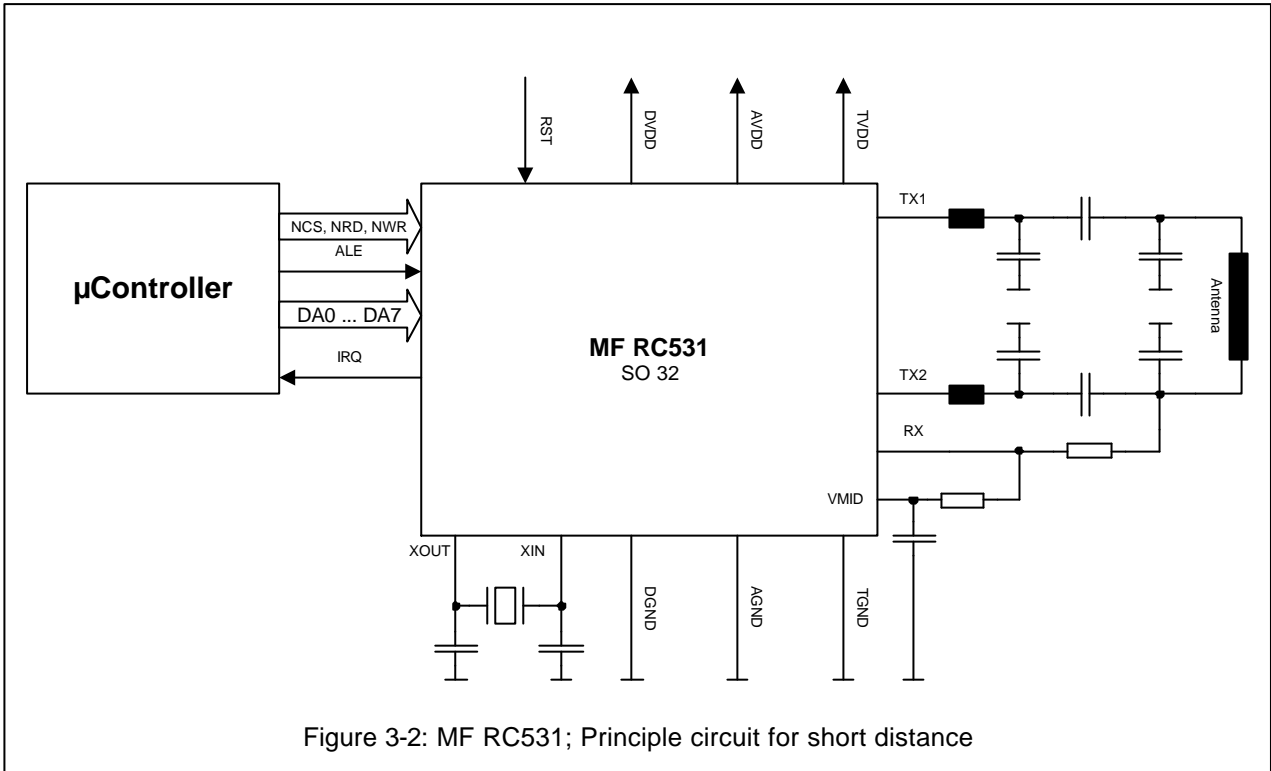 RST
DVDD
AVDD
TVDD
TX1
NCS, NRD, NWR
ALE
µController
DA0 ... DA7
IRQ
MF RC531
SO 32
Antenna
TX2
RX
VMID
XOUT
XIN
DGND
AGND
TGND
Figure 3-2: MF RC531; Principle circuit for short distance